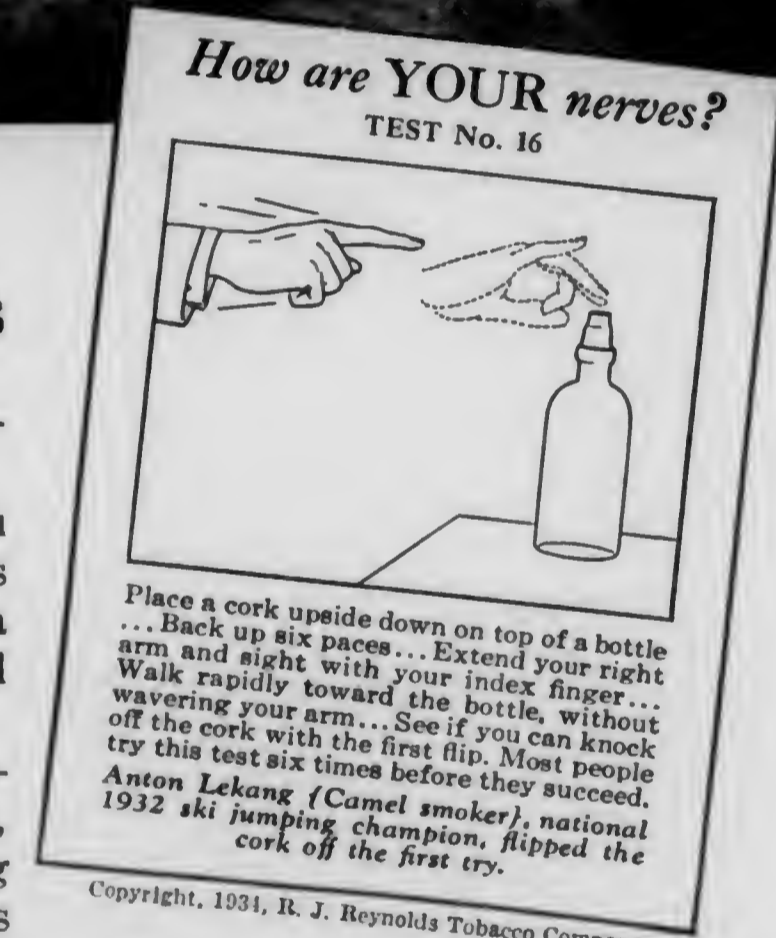 How are YOUR nerves?
TEST No. 16
Place a cork upside down on top of a bottle
... Back up six paces... Extend your right
arm and sight with your index finger...
Walk rapidly toward the bottle, without
wavering your arm... See if you can knock
off the cork with the first flip. Most people
try this test six times before they succeed.
Anton Lekang {Camel smoker}, national
1932 ski jumping champion, flipped the
cork off the first try.
Copyright, 1934, R. J. Reynolds Tobacco